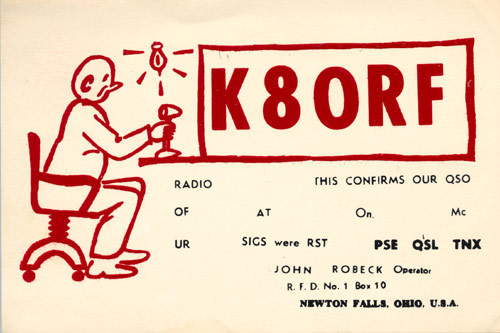 K8ORF
RADIO THIS CONFIRMS OUR QSO
OF AT On. Mc
UR SIGS were RST PSE QSL TNX
JOHN ROBECK Operator
R. F. D. No. 1 Box 10
NEWTON FALLS, OHIO, U.S.A.